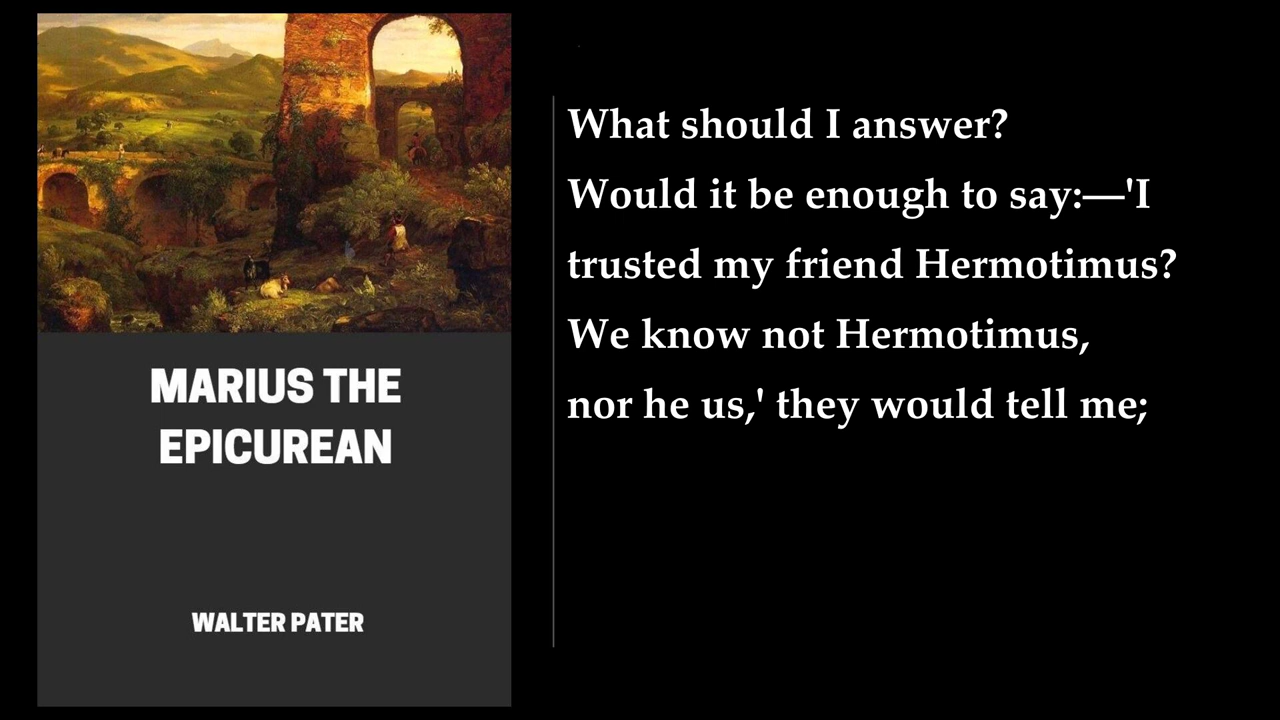 MARIUS THE
EPICUREAN
WALTER PATER
What should I answer?
Would it be enough to say:—'I
trusted my friend Hermotimus?
We know not Hermotimus,
nor he us,' they would tell me;